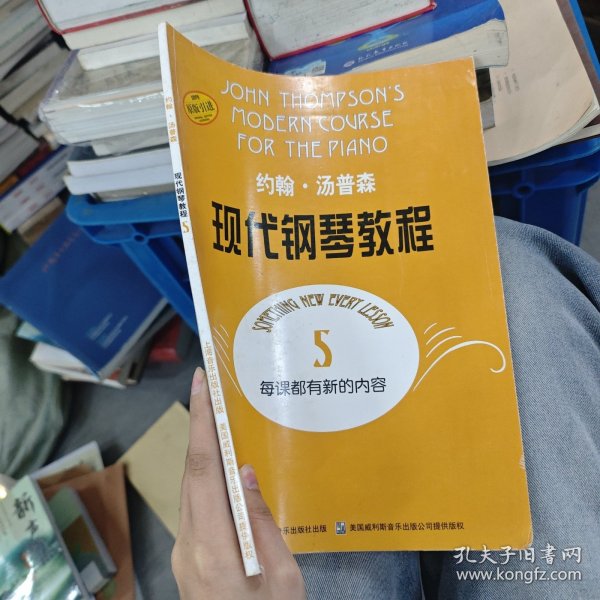 原版引进
JOHN THOMPSON'S
MODERN COURSE
FOR THE PIANO
约翰·汤普森
现代钢琴教程
SOMETHING NEW EVERY LESSON
5
每课都有新的内容
乐出版社出版 美国威利斯音乐出版公司提供版权
约翰·汤普森
现代钢琴教程
5
上海音乐出版社出版 美国威利斯音乐出版公司提供版权
新
孔夫子旧书网
www.kongfz.com